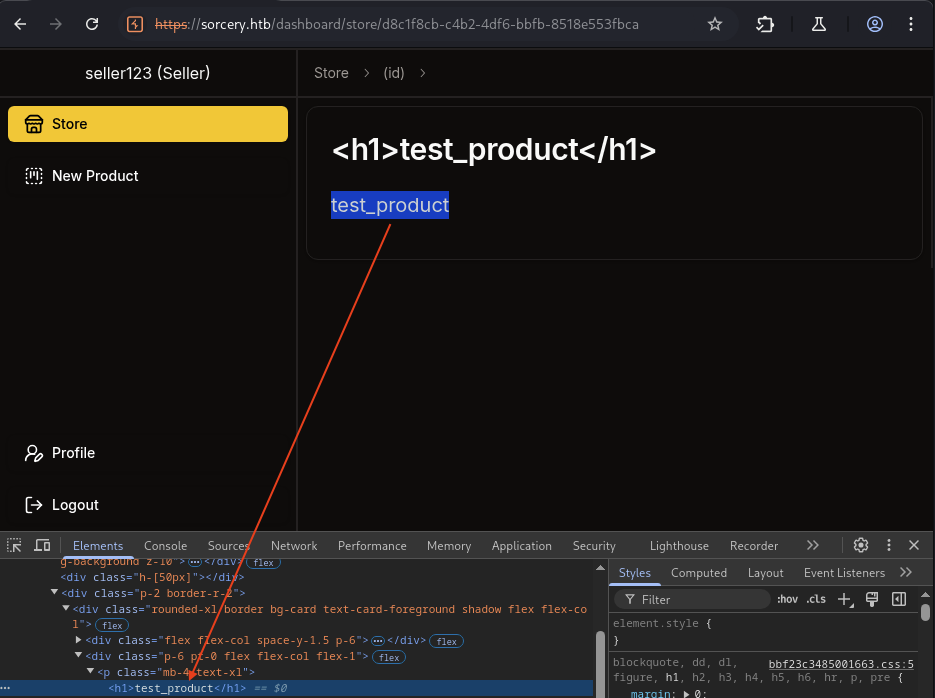 https://sorcery.htb/dashboard/store/d8c1f8cb-c4b2-4df6-bbfb-8518e553fbca
seller123 (Seller)
Store > (id) >
Store
New Product
<h1>test_product</h1>
test_product
Profile
Logout
Elements Console Sources Network Performance Memory Application Security Lighthouse Recorder
g-background z-10"> ⋯ </div> flex
<div class="h-[50px]"></div>
▼<div class="p-2 border-r-2">
▼<div class="rounded-xl border bg-card text-card-foreground shadow flex flex-co
l"> flex
▶<div class="flex flex-col space-y-1.5 p-6"> ⋯ </div> flex
▼<div class="p-6 pt-0 flex flex-col flex-1"> flex
▼<p class="mb-4 text-xl">
⋯ <h1>test_product</h1> == $0
Styles Computed Layout Event Listeners
Filter :hov .cls
element.style {
}
blockquote, dd, dl, bbf23c3485001663.css:5
figure, h1, h2, h3, h4, h5, h6, hr, p, pre {
margin: ▶ 0;